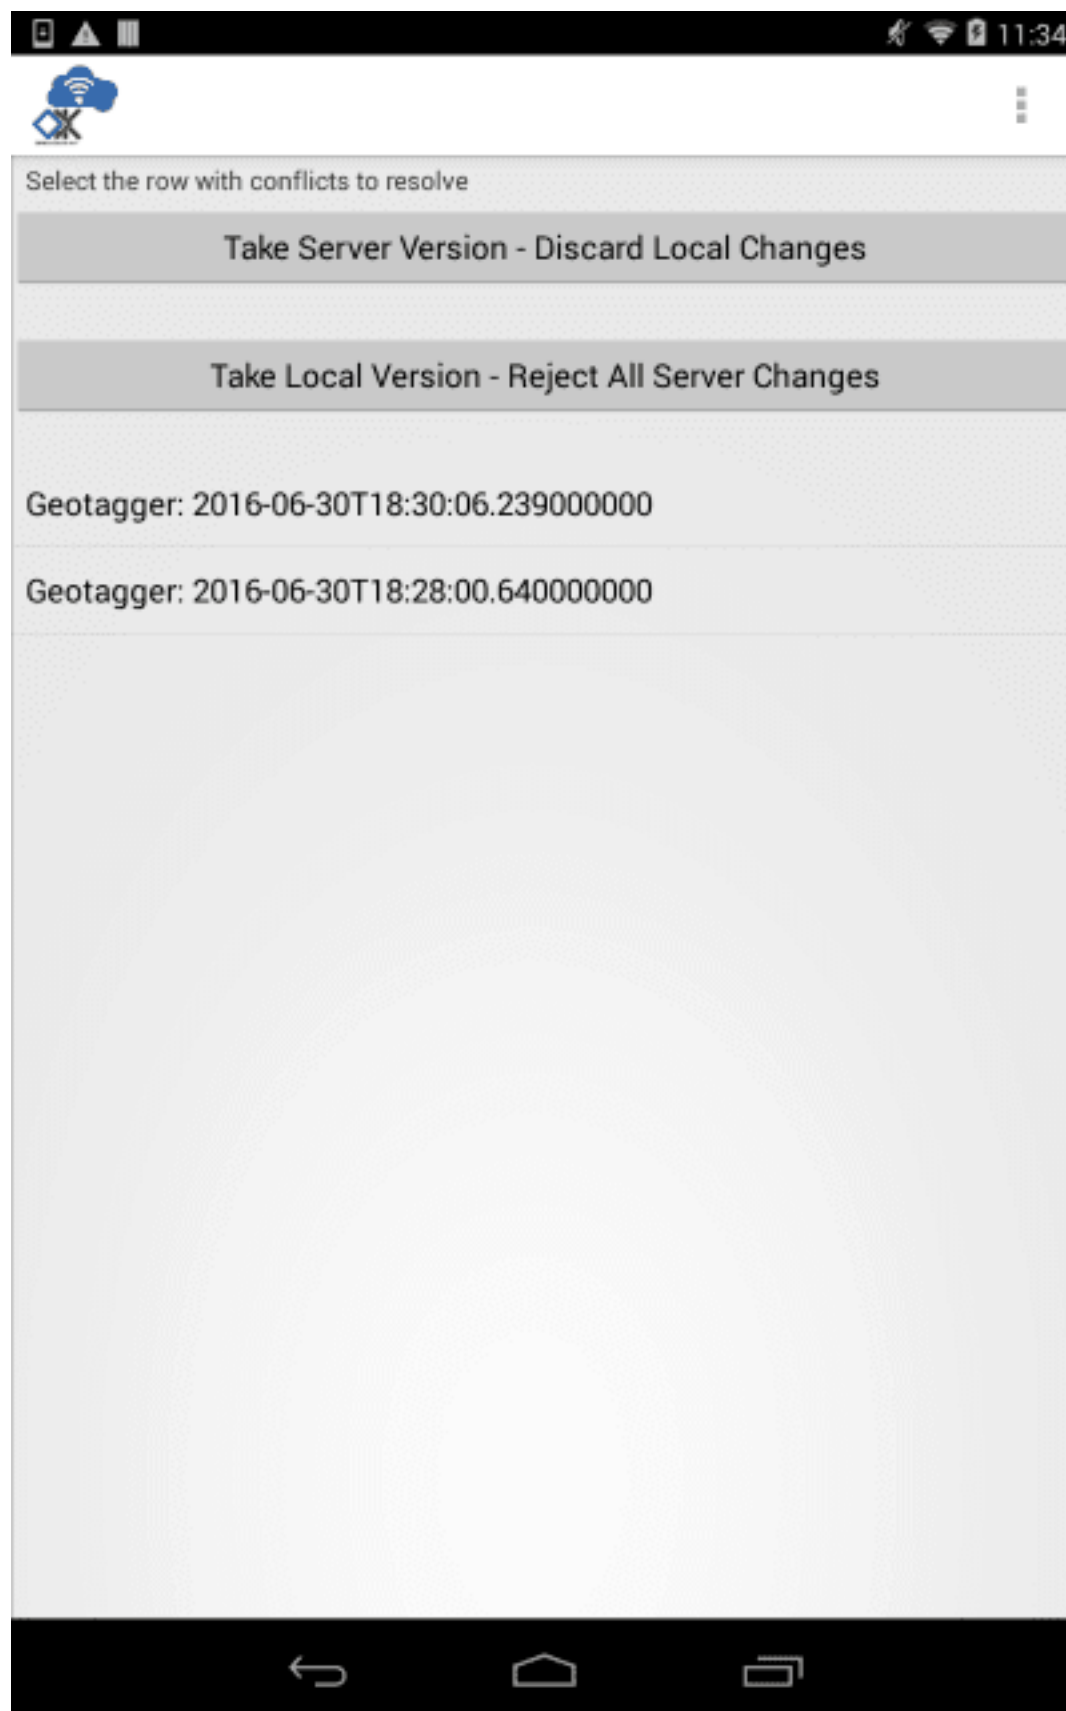 11:34
Select the row with conflicts to resolve
Take Server Version - Discard Local Changes
Take Local Version - Reject All Server Changes
Geotagger: 2016-06-30T18:30:06.239000000
Geotagger: 2016-06-30T18:28:00.640000000